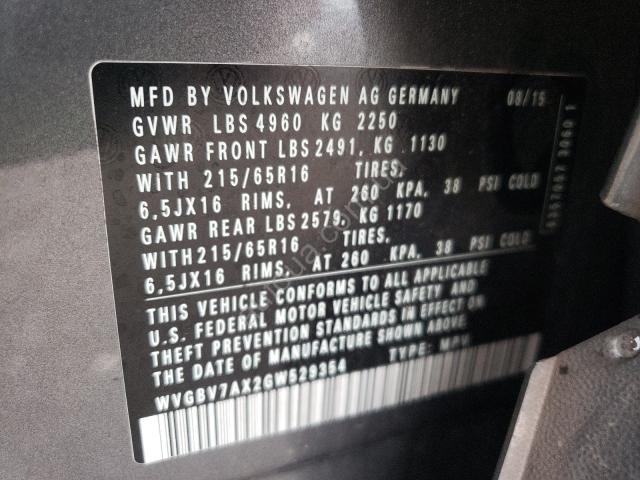 MFD BY VOLKSWAGEN AG GERMANY 08/15
GVWR LBS 4960 KG 2250
GAWR FRONT LBS 2491, KG 1130
WITH 215/65R16 TIRES,
6,5JX16 RIMS, AT 260 KPA, 38 PSI COLD
GAWR REAR LBS 2579, KG 1170
WITH 215/65R16 TIRES,
6,5JX16 RIMS, AT 260 KPA, 38 PSI COLD
THIS VEHICLE CONFORMS TO ALL APPLICABLE
U.S. FEDERAL MOTOR VEHICLE SAFETY AND
THEFT PREVENTION STANDARDS IN EFFECT ON
THE DATE OF MANUFACTURE SHOWN ABOVE.
WVGBV7AX2GW529354 TYPE: MPV